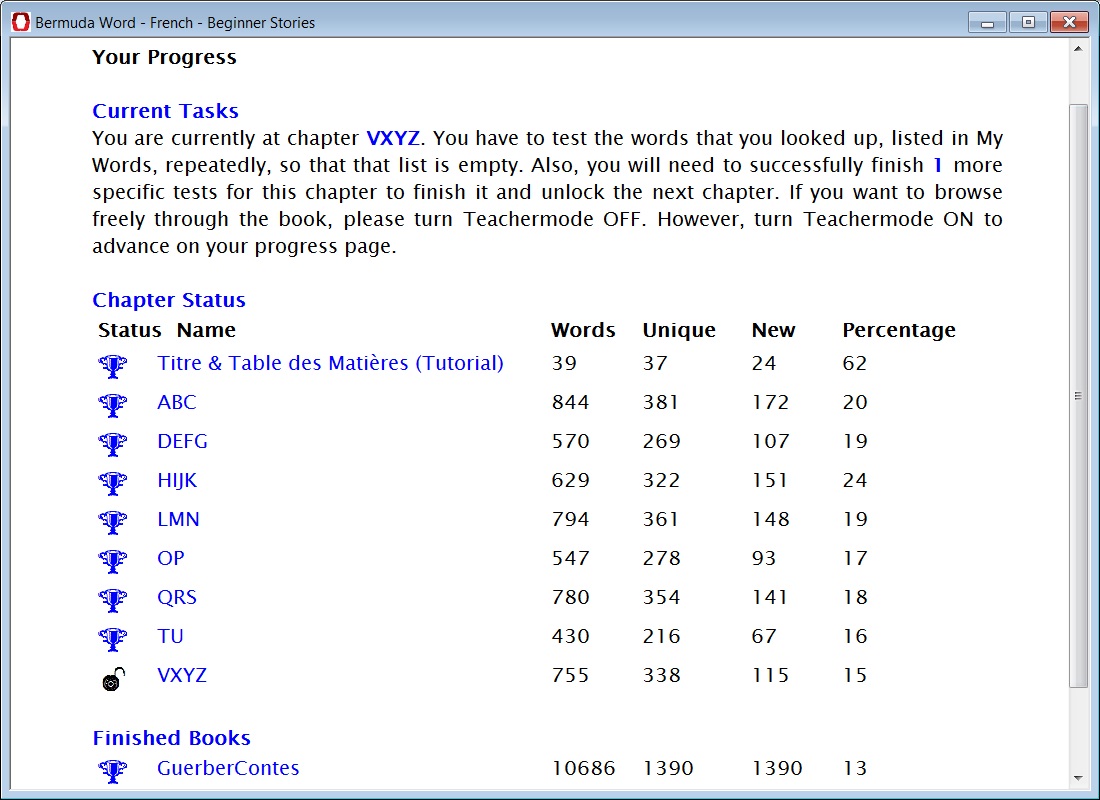 Bermuda Word - French - Beginner Stories
Your Progress
Current Tasks
You are currently at chapter VXYZ. You have to test the words that you looked up, listed in My
Words, repeatedly, so that that list is empty. Also, you will need to successfully finish 1 more
specific tests for this chapter to finish it and unlock the next chapter. If you want to browse
freely through the book, please turn Teachermode OFF. However, turn Teachermode ON to
advance on your progress page.
Chapter Status
Status Name Words Unique New Percentage
Titre & Table des Matières (Tutorial) 39 37 24 62
ABC 844 381 172 20
DEFG 570 269 107 19
HIJK 629 322 151 24
LMN 794 361 148 19
OP 547 278 93 17
QRS 780 354 141 18
TU 430 216 67 16
VXYZ 755 338 115 15
Finished Books
GuerberContes 10686 1390 1390 13